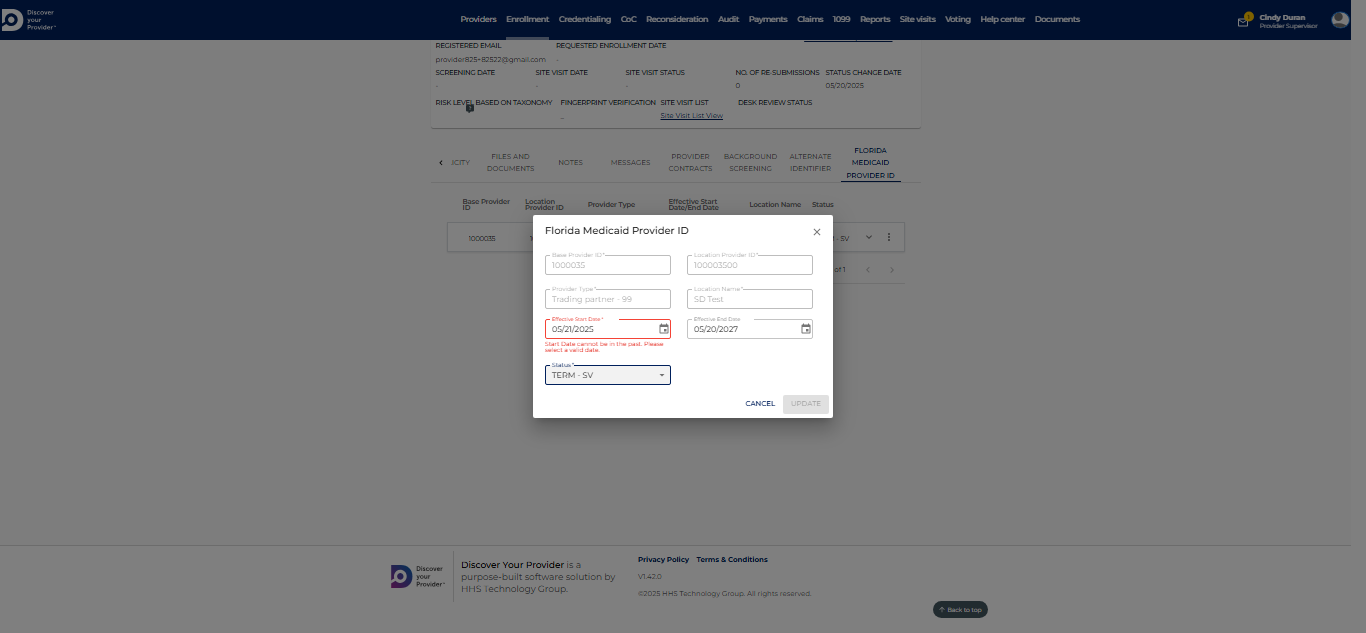 Discover
your
Provider
Providers Enrollment Credentialing CoC Reconsideration Audit Payments Claims 1099 Reports Site visits Voting Help center Documents
1
Cindy Duran
Provider Supervisor
REGISTERED EMAIL REQUESTED ENROLLMENT DATE
provider825+82522@gmail.com -
SCREENING DATE SITE VISIT DATE SITE VISIT STATUS NO. OF RE-SUBMISSIONS STATUS CHANGE DATE
- - - 0 05/20/2025
RISK LEVEL BASED ON TAXONOMY FINGERPRINT VERIFICATION SITE VISIT LIST DESK REVIEW STATUS
Site Visit List View
ICITY FILES AND DOCUMENTS NOTES MESSAGES PROVIDER CONTRACTS BACKGROUND SCREENING ALTERNATE IDENTIFIER FLORIDA MEDICAID PROVIDER ID
Base Provider ID Location Provider ID Provider Type Effective Start Date/End Date Location Name Status
1000035 - SV
of 1
Florida Medicaid Provider ID
Base Provider ID* Location Provider ID*
1000035 100003500
Provider Type* Location Name*
Trading partner - 99 SD Test
Effective Start Date* Effective End Date
05/21/2025 05/20/2027
Start Date cannot be in the past. Please
select a valid date.
Status*
TERM - SV
CANCEL UPDATE
Discover
your
Provider
Discover Your Provider is a
purpose-built software solution by
HHS Technology Group.
Privacy Policy Terms & Conditions
V1.42.0
©2025 HHS Technology Group. All rights reserved.
Back to top